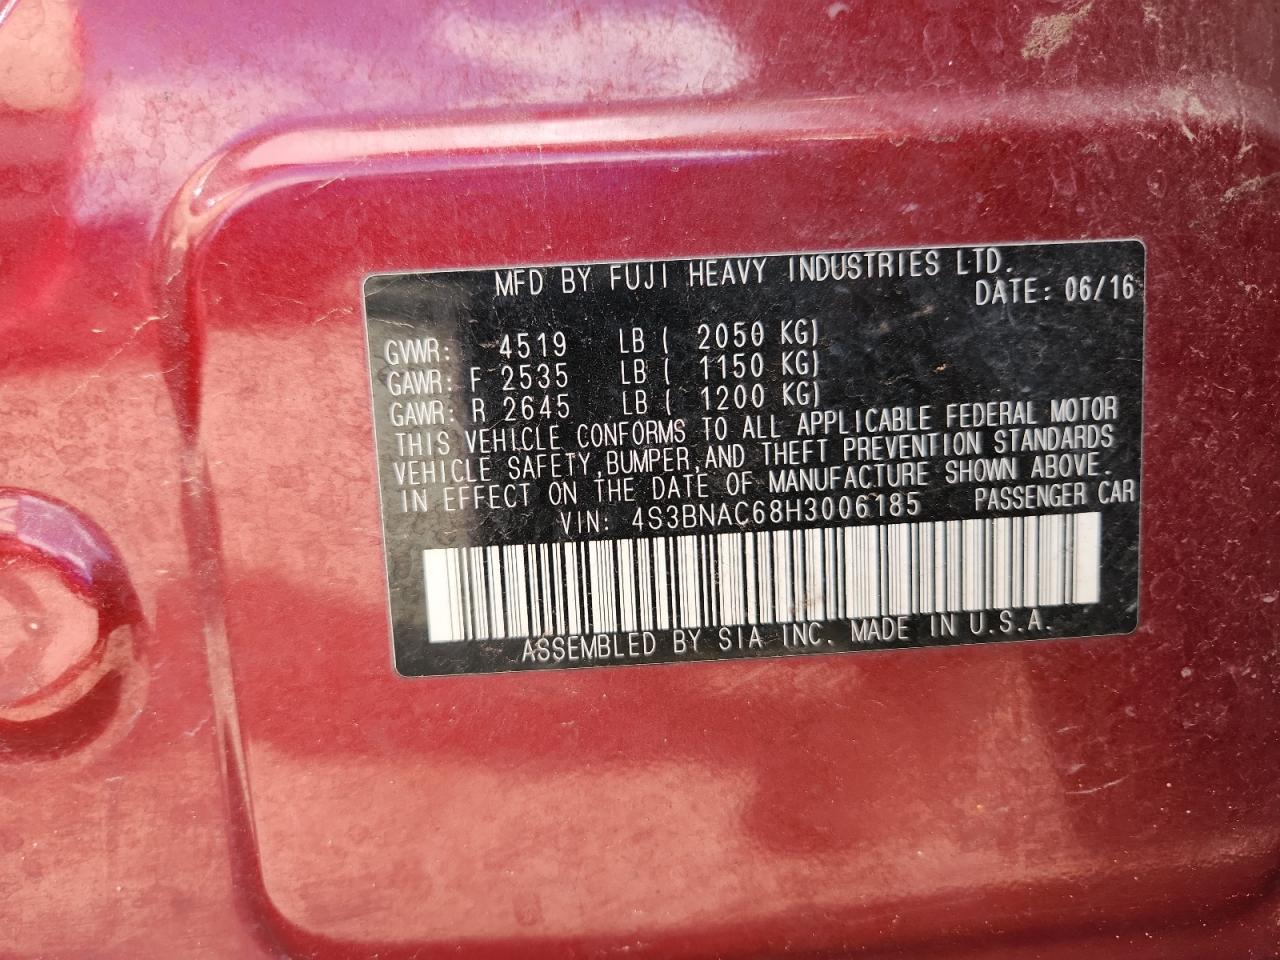 MFD BY FUJI HEAVY INDUSTRIES LTD.
DATE: 06/16
GVWR: 4519 LB ( 2050 KG)
GAWR: F 2535 LB ( 1150 KG)
GAWR: R 2645 LB ( 1200 KG)
THIS VEHICLE CONFORMS TO ALL APPLICABLE FEDERAL MOTOR
VEHICLE SAFETY,BUMPER,AND THEFT PREVENTION STANDARDS
IN EFFECT ON THE DATE OF MANUFACTURE SHOWN ABOVE.
VIN: 4S3BNAC68H3006185 PASSENGER CAR
ASSEMBLED BY SIA INC. MADE IN U.S.A.